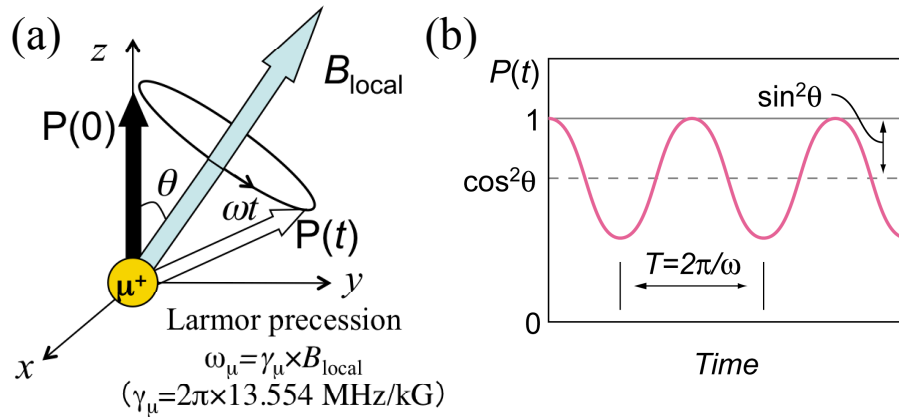 (a)
z
B_local
P(0)
θ
ωt
P(t)
μ⁺
y
x
Larmor precession
ω_μ=γ_μ×B_local
(γ_μ=2π×13.554 MHz/kG)
(b)
P(t)
sin²θ
1
cos²θ
T=2π/ω
0
Time